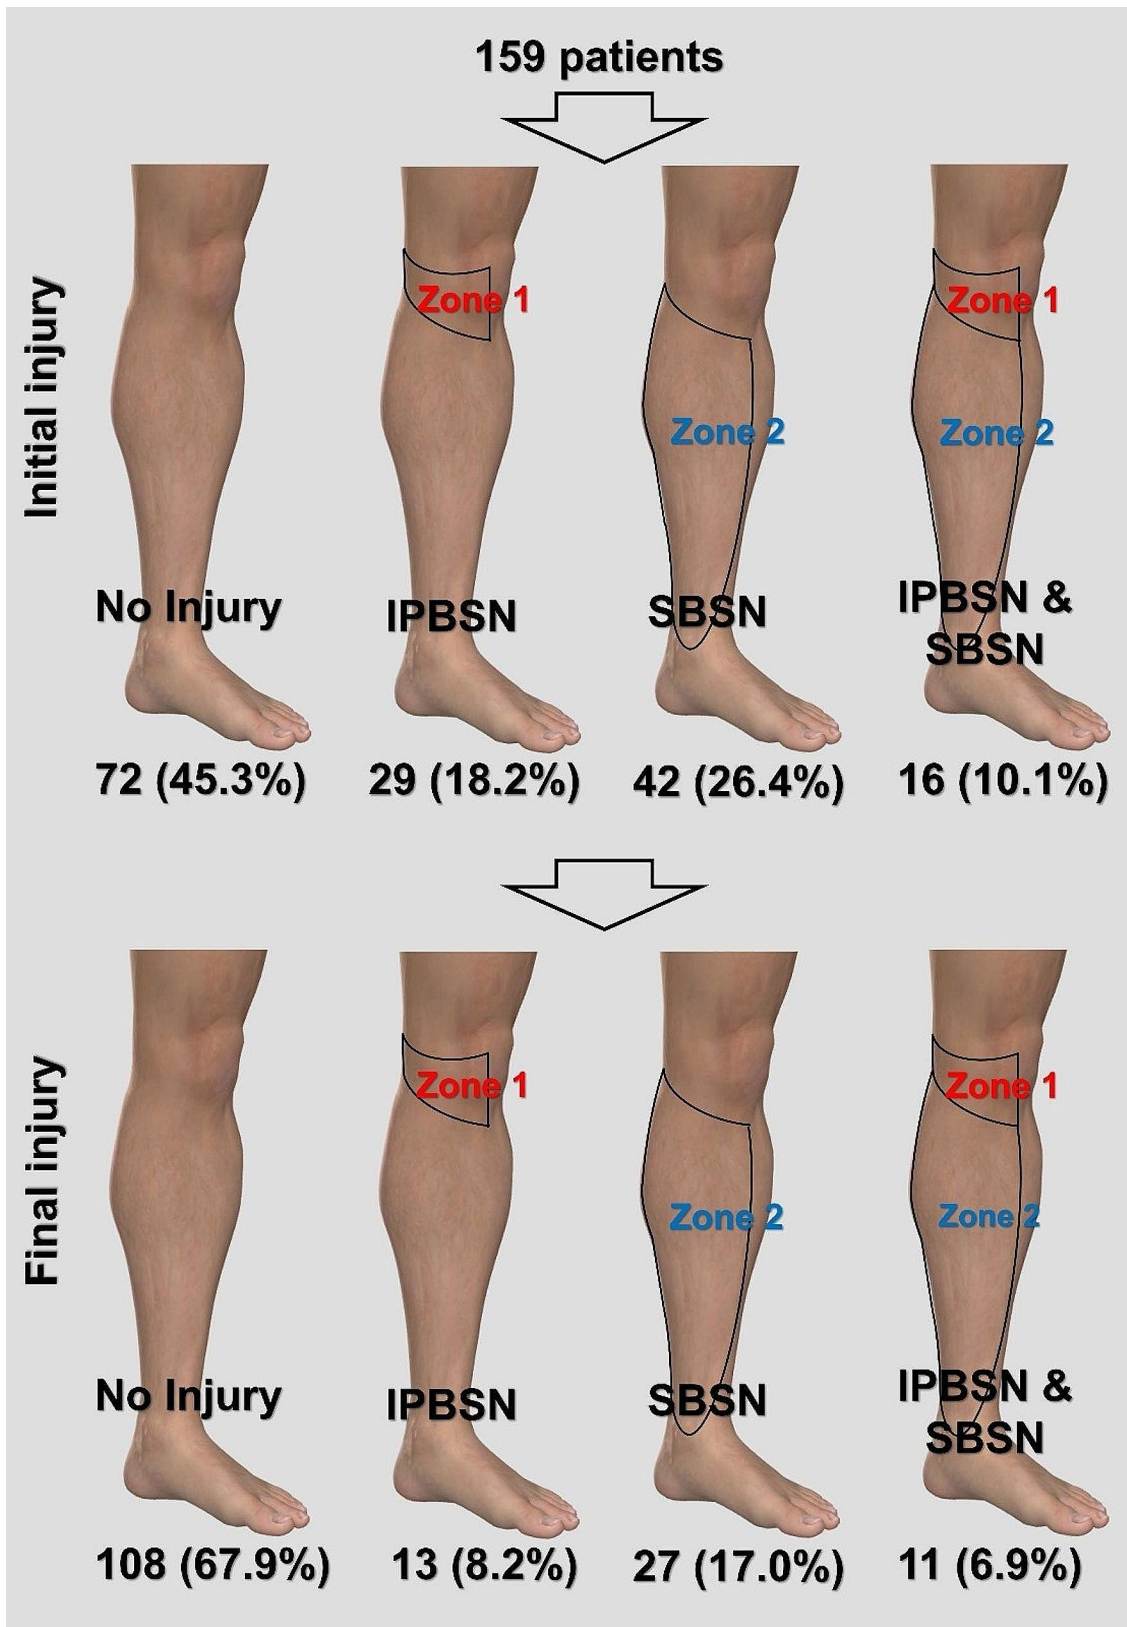 159 patients
Initial injury
Zone 1
Zone 2
Zone 1
Zone 2
No Injury
IPBSN
SBSN
IPBSN &
SBSN
72 (45.3%)
29 (18.2%)
42 (26.4%)
16 (10.1%)
Final injury
Zone 1
Zone 2
Zone 1
Zone 2
No Injury
IPBSN
SBSN
IPBSN &
SBSN
108 (67.9%)
13 (8.2%)
27 (17.0%)
11 (6.9%)